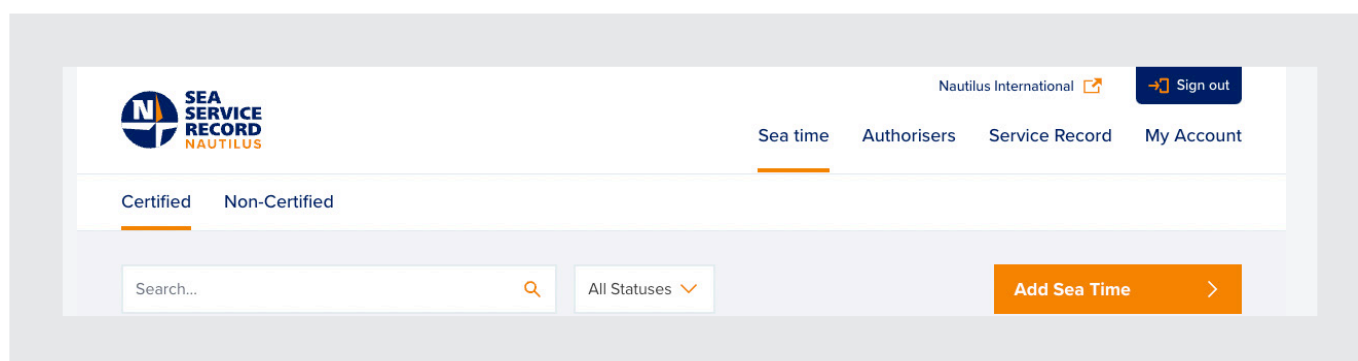 N
SEA
SERVICE
RECORD
NAUTILUS
Nautilus International
Sign out
Sea time
Authorisers
Service Record
My Account
Certified
Non-Certified
Search...
All Statuses
Add Sea Time